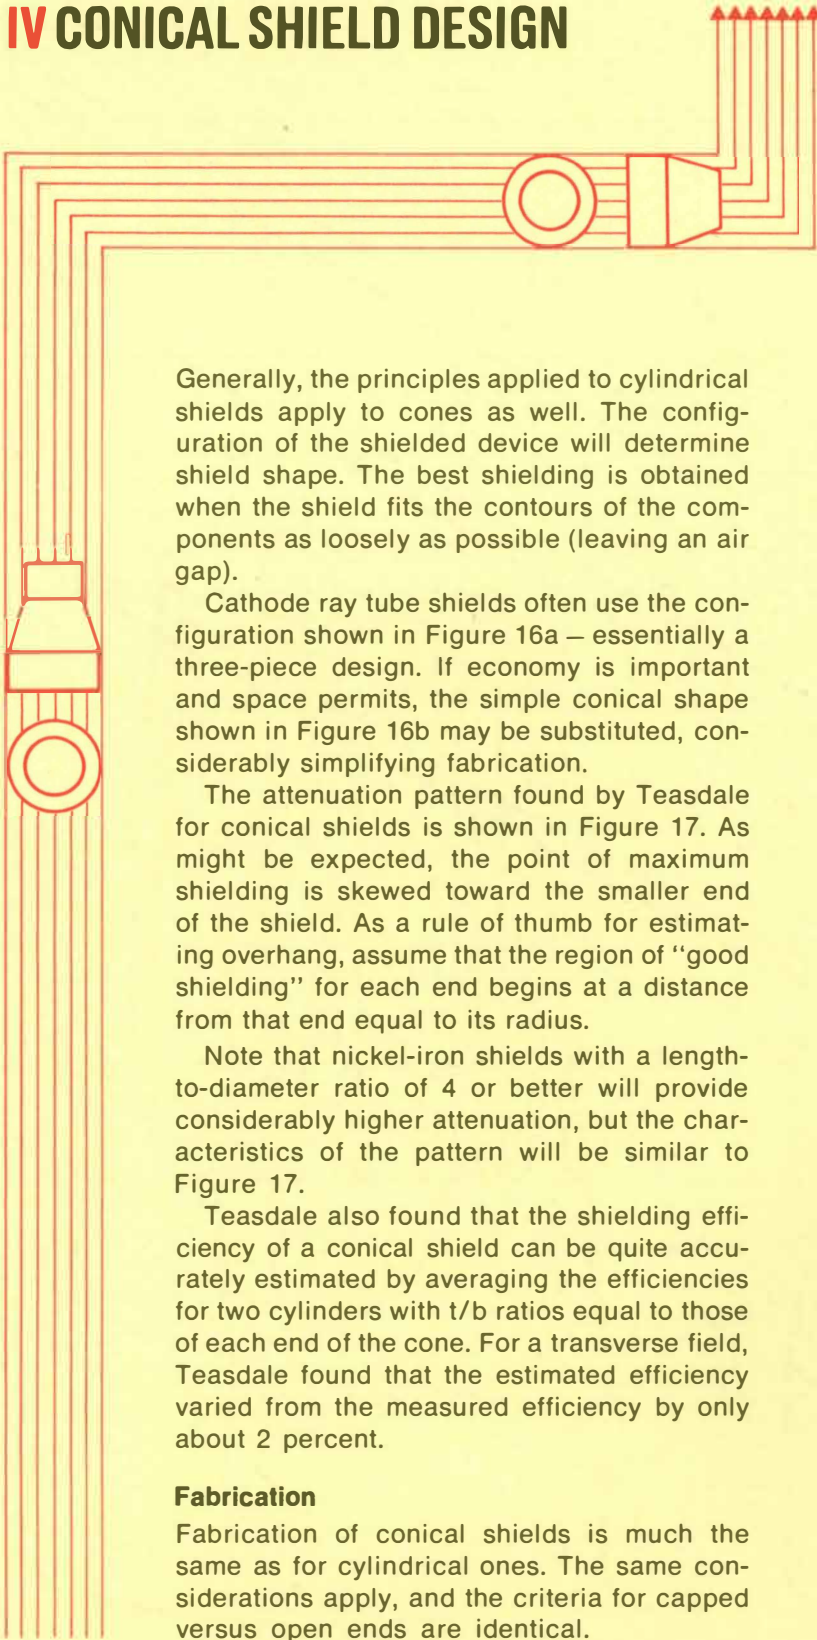 IV CONICAL SHIELD DESIGN
Generally, the principles applied to cylindrical
shields apply to cones as well. The config-
uration of the shielded device will determine
shield shape. The best shielding is obtained
when the shield fits the contours of the com-
ponents as loosely as possible (leaving an air
gap).
Cathode ray tube shields often use the con-
figuration shown in Figure 16a — essentially a
three-piece design. If economy is important
and space permits, the simple conical shape
shown in Figure 16b may be substituted, con-
siderably simplifying fabrication.
The attenuation pattern found by Teasdale
for conical shields is shown in Figure 17. As
might be expected, the point of maximum
shielding is skewed toward the smaller end
of the shield. As a rule of thumb for estimat-
ing overhang, assume that the region of "good
shielding" for each end begins at a distance
from that end equal to its radius.
Note that nickel-iron shields with a length-
to-diameter ratio of 4 or better will provide
considerably higher attenuation, but the char-
acteristics of the pattern will be similar to
Figure 17.
Teasdale also found that the shielding effi-
ciency of a conical shield can be quite accu-
rately estimated by averaging the efficiencies
for two cylinders with t/b ratios equal to those
of each end of the cone. For a transverse field,
Teasdale found that the estimated efficiency
varied from the measured efficiency by only
about 2 percent.
Fabrication
Fabrication of conical shields is much the
same as for cylindrical ones. The same con-
siderations apply, and the criteria for capped
versus open ends are identical.